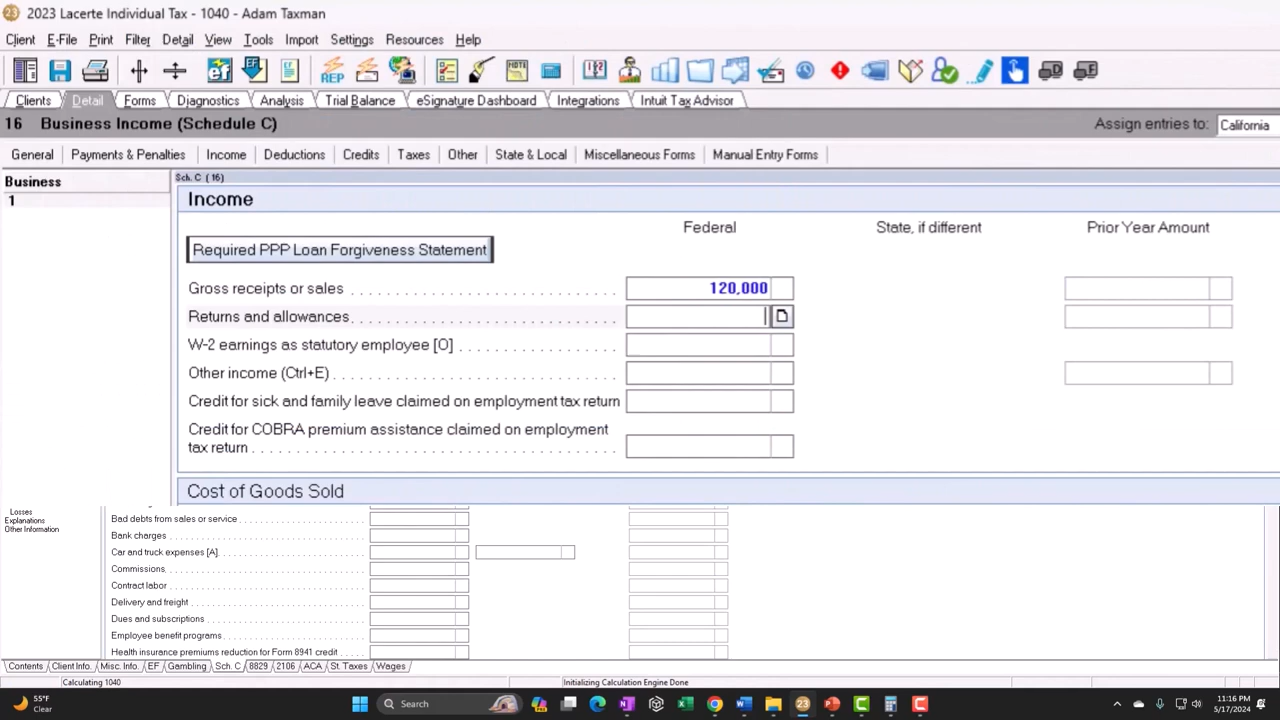 2023 Lacerte Individual Tax - 1040 - Adam Taxman
Client E-File Print Filter Detail View Tools Import Settings Resources Help
REP NOTE
Clients Detail Forms Diagnostics Analysis Trial Balance eSignature Dashboard Integrations Intuit Tax Advisor
16 Business Income (Schedule C) Assign entries to: California
General Payments & Penalties Income Deductions Credits Taxes Other State & Local Miscellaneous Forms Manual Entry Forms
Business
1
Sch. C (16)
Income
Federal State, if different Prior Year Amount
Required PPP Loan Forgiveness Statement
Gross receipts or sales 120,000
Returns and allowances
W-2 earnings as statutory employee [O]
Other income (Ctrl+E)
Credit for sick and family leave claimed on employment tax return
Credit for COBRA premium assistance claimed on employment
tax return
Cost of Goods Sold
Losses
Explanations
Other Information
Bad debts from sales or service
Bank charges
Car and truck expenses [A]
Commissions
Contract labor
Delivery and freight
Dues and subscriptions
Employee benefit programs
Health insurance premiums reduction for Form 8941 credit
Contents Client Info. Misc. Info. EF Gambling Sch. C 8829 2106 ACA St. Taxes Wages
Calculating 1040 Initializing Calculation Engine Done
55°F
Clear
Search
11:16 PM
5/17/2024